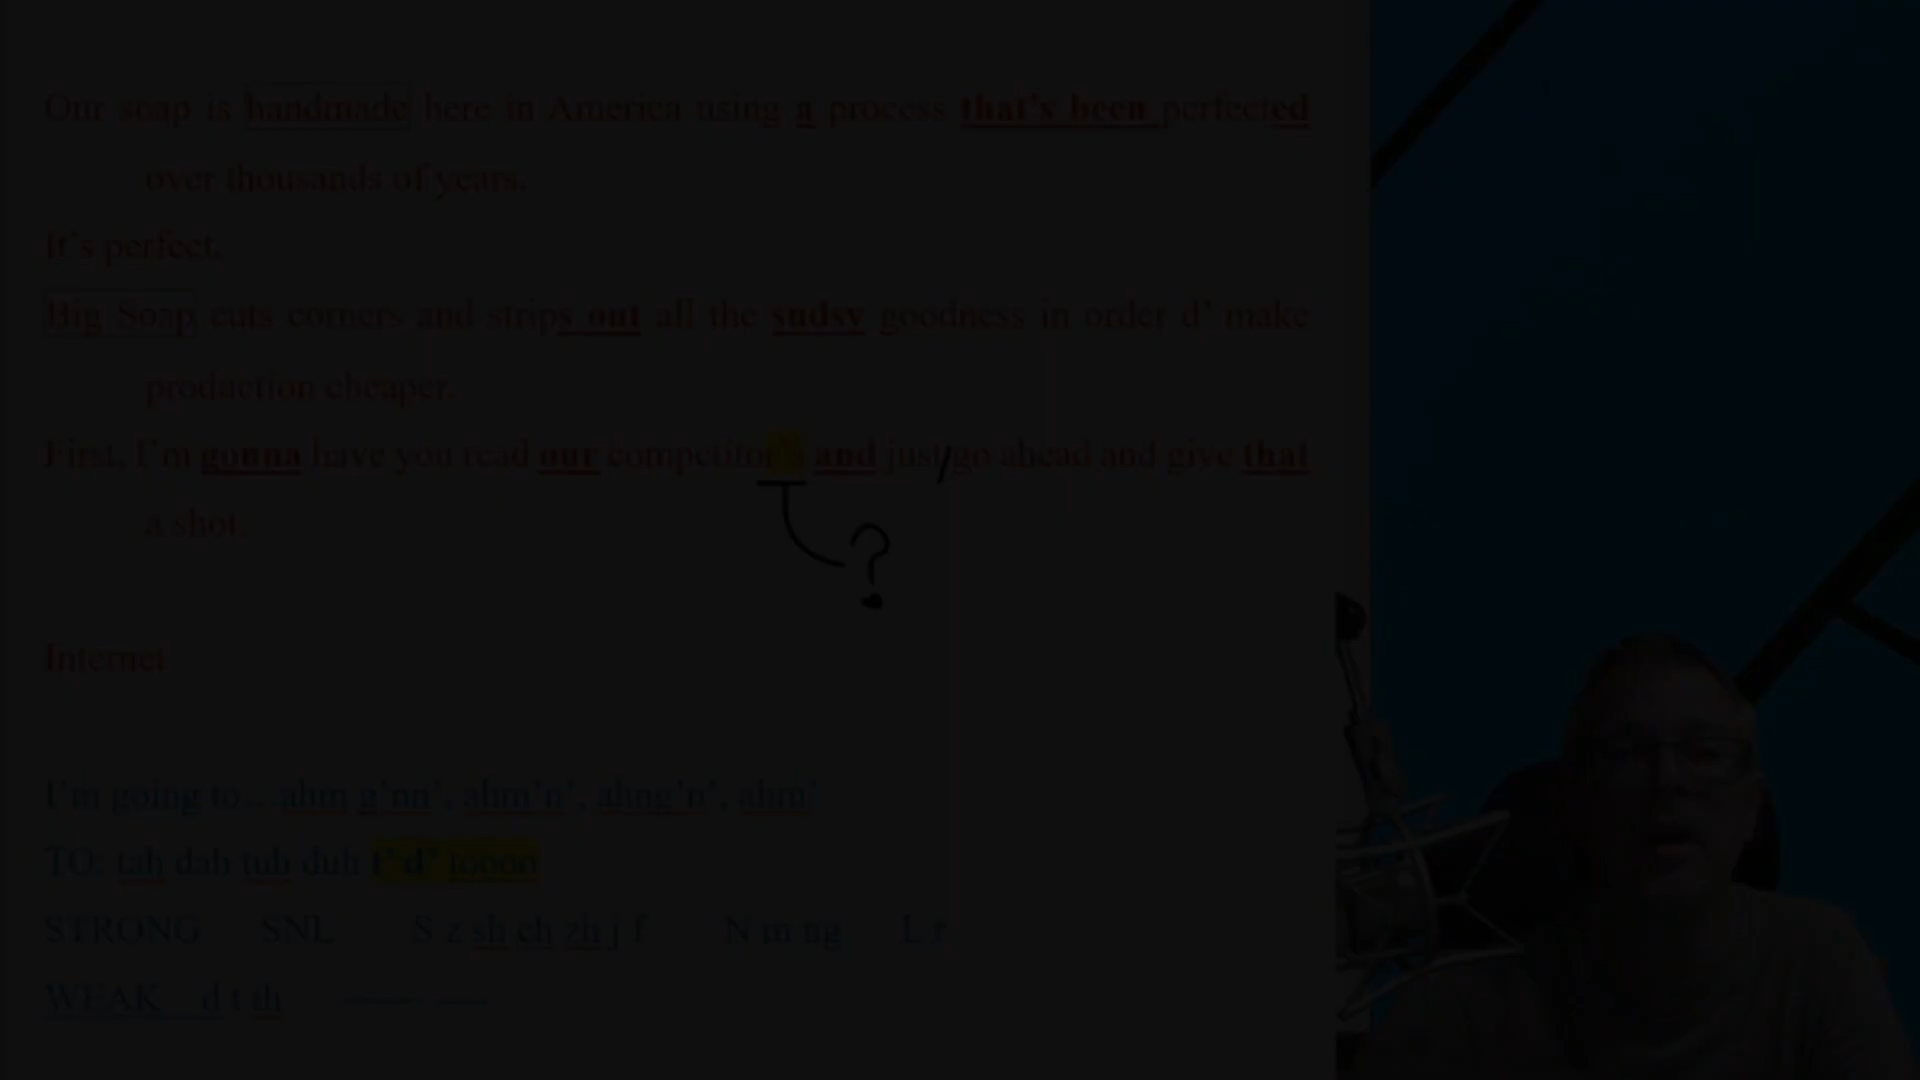 Our soap is handmade here in America using a process that's been perfected
over thousands of years.
It's perfect.
Big Soap cuts corners and strips out all the sudsy goodness in order d' make
production cheaper.
First, I'm gonna have you read our competitor's and just/go ahead and give that
a shot.
?
Internet
I'm going to…ahm g'nn', ahm'n', ahng'n', ahm'
TO: tah dah tuh duh t' d' toooo
STRONG SNL S z sh ch zh j f N m ng L r
WEAK d t th